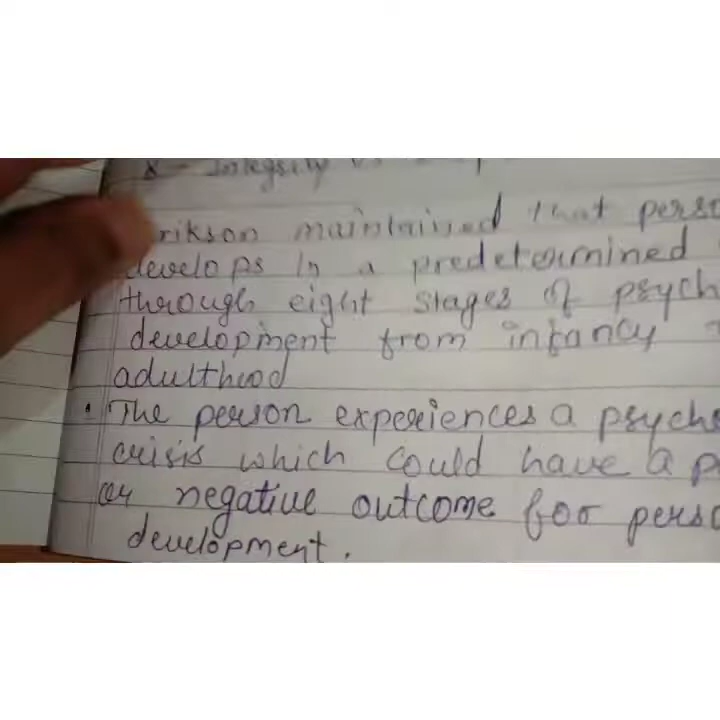 8 - Integrity
Erikson maintained that perso
develops in a predetermined
through eight stages of psych
development from infancy
adulthood
• The person experiences a psycho
crisis which could have a p
or negative outcome for perso
development.